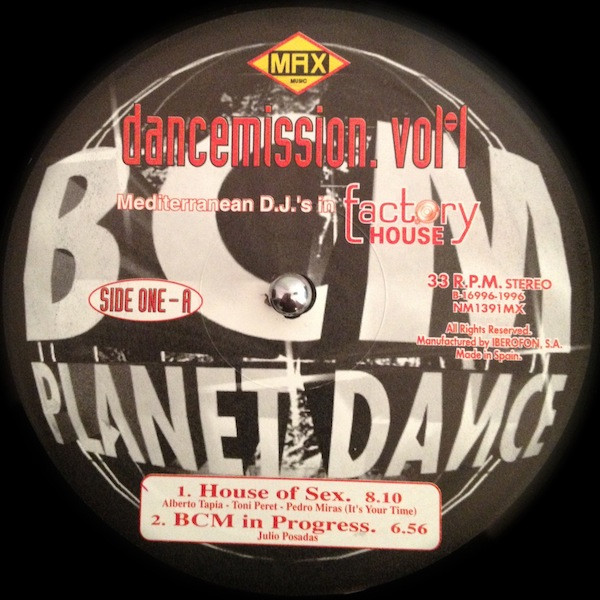 MAX
MUSIC
dancemission. volº1
Mediterranean D.J.'s in factory
HOUSE
BCM
SIDE ONE - A
33 R.P.M. STEREO
B-16996-1996
NM1391MX
All Rights Reserved.
Manufactured by IBEROFON, S.A.
Made in Spain.
PLANET DANCE
1. House of Sex. 8.10
Alberto Tapia - Toni Peret - Pedro Miras (It's Your Time)
2. BCM in Progress. 6.56
Julio Posadas